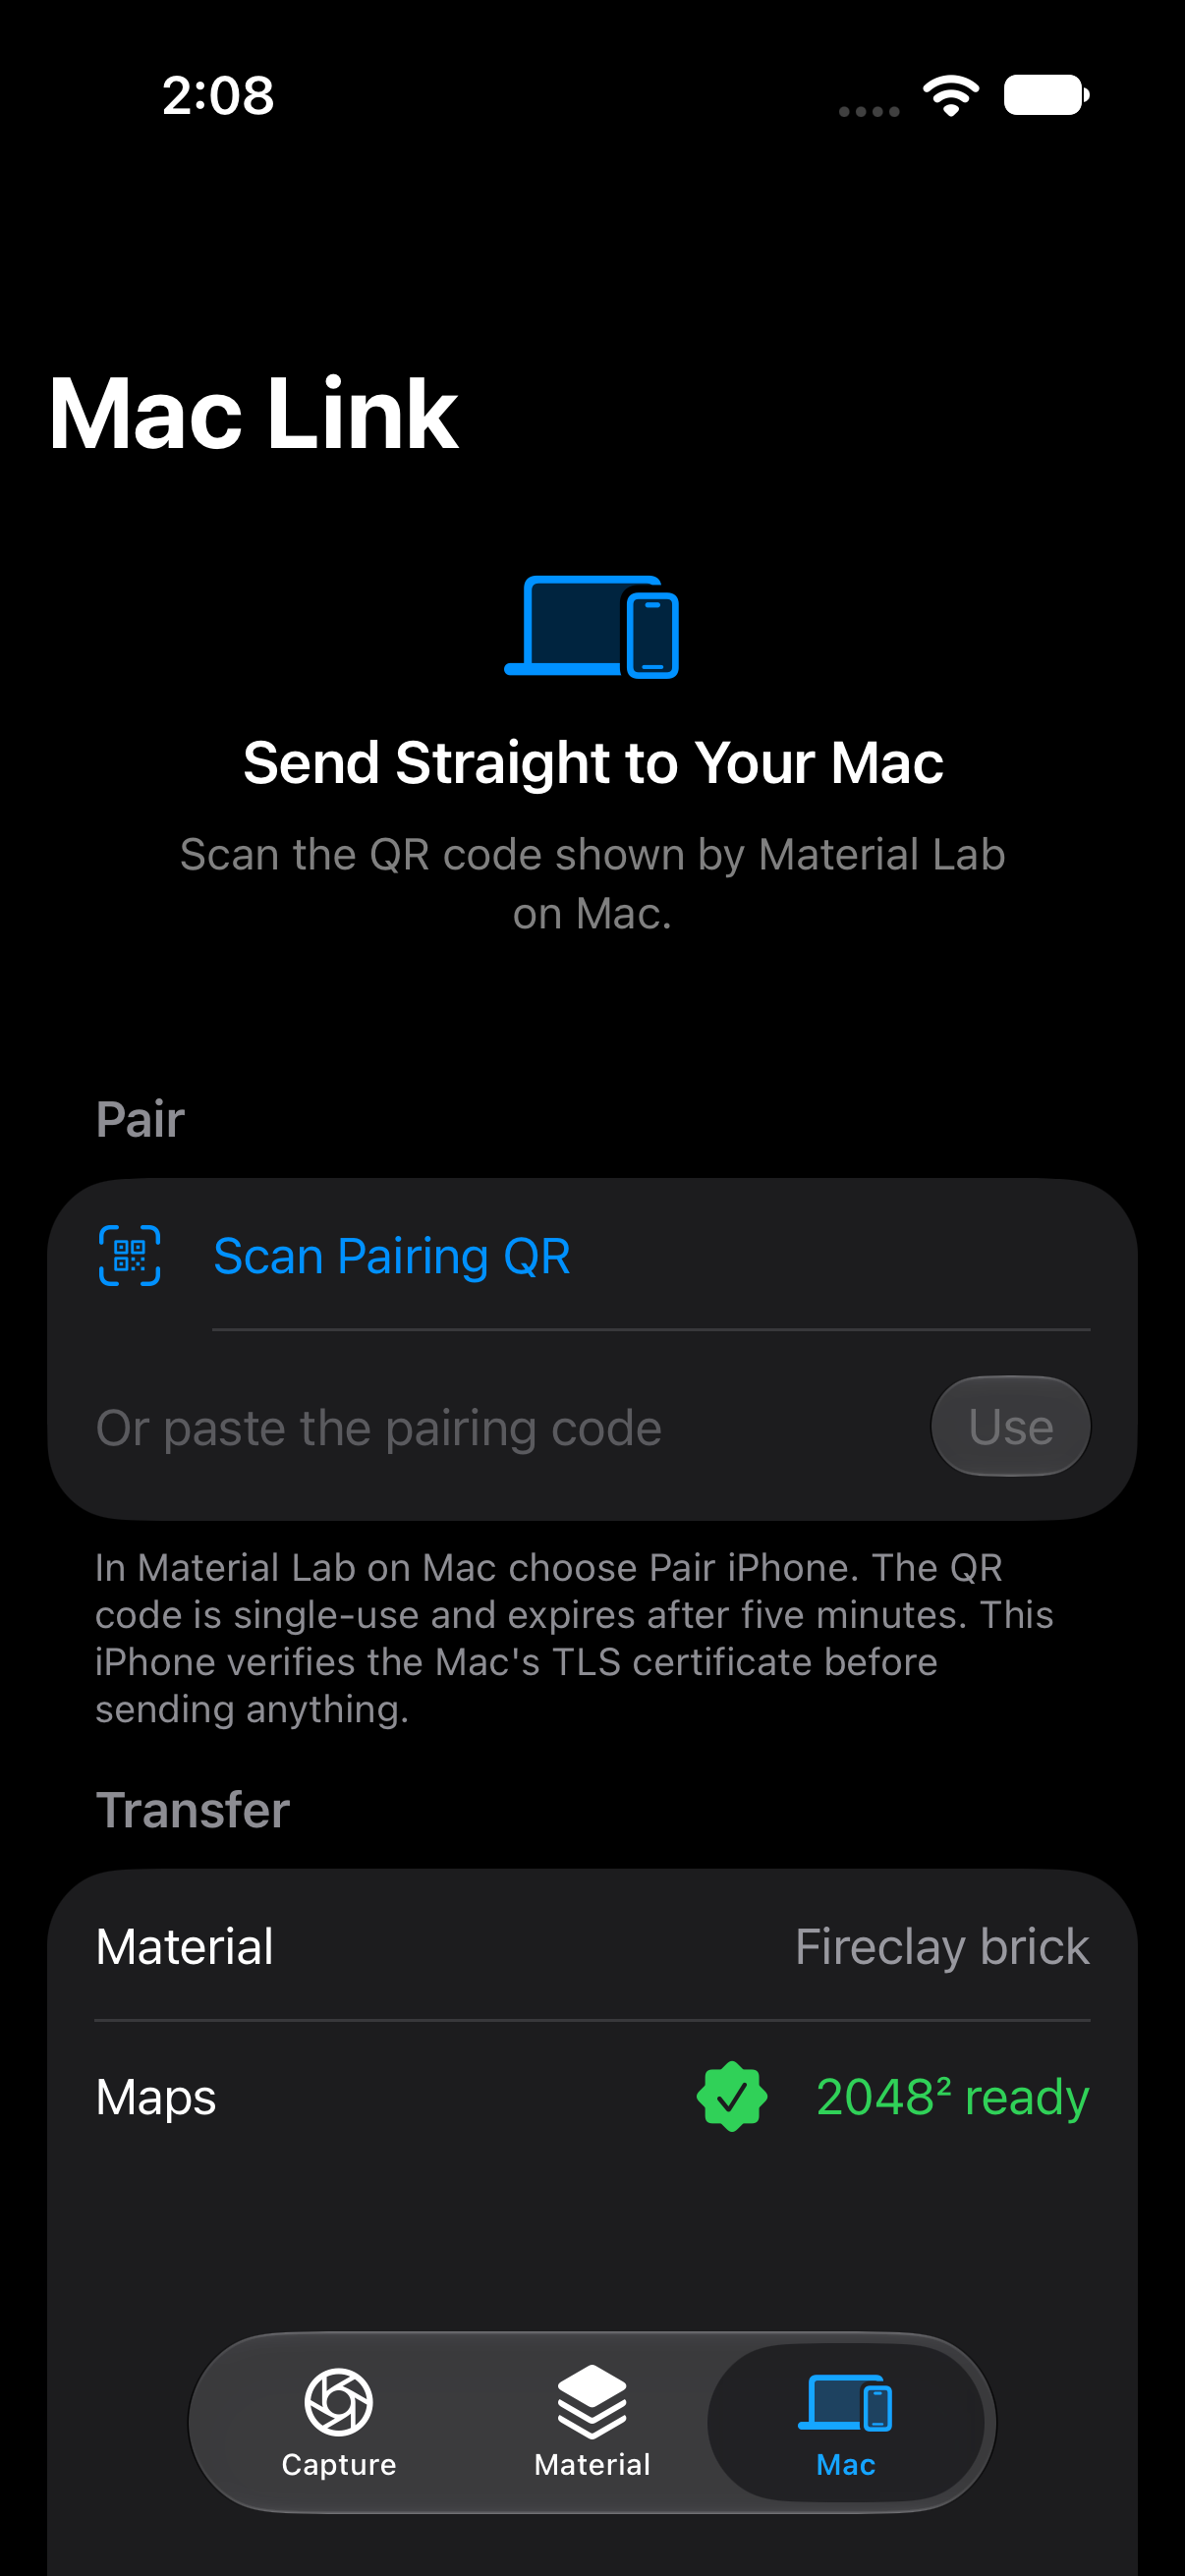 2:08
Mac Link
Send Straight to Your Mac
Scan the QR code shown by Material Lab
on Mac.
Pair
Scan Pairing QR
Or paste the pairing code
Use
In Material Lab on Mac choose Pair iPhone. The QR
code is single-use and expires after five minutes. This
iPhone verifies the Mac's TLS certificate before
sending anything.
Transfer
Material
Fireclay brick
Maps
2048² ready
Capture
Material
Mac